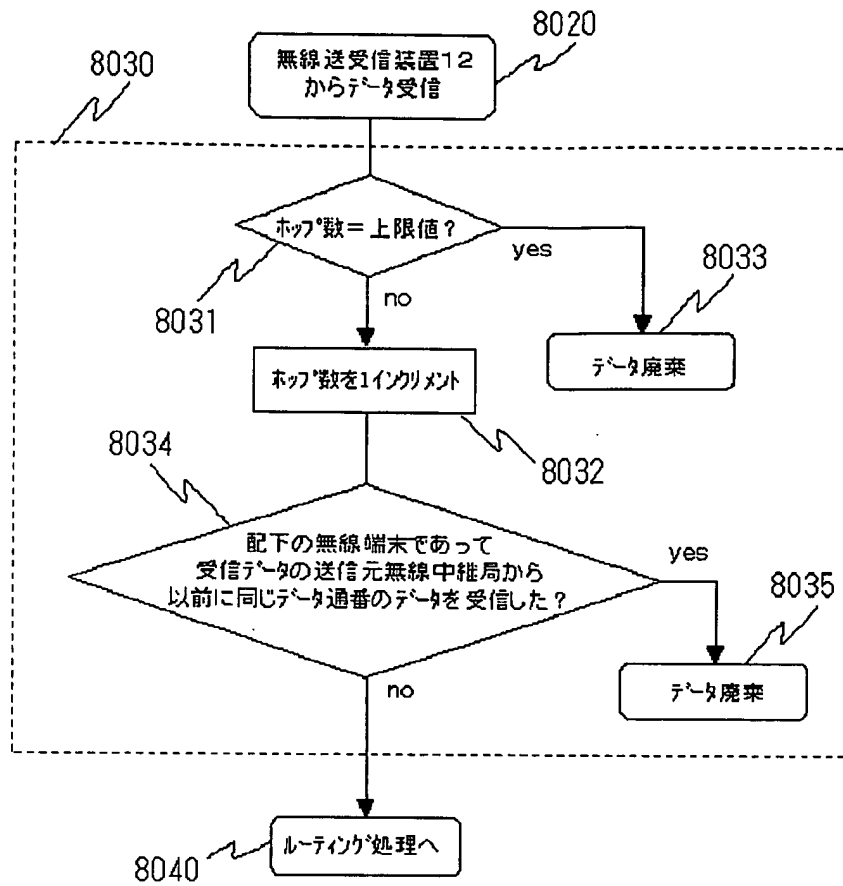 8020
無線送受信装置12
からデータ受信
8030
ホップ数=上限値?
yes
8031
no
8033
データ廃棄
ホップ数を1インクリメント
8032
8034
配下の無線端末であって
受信データの送信元無線中継局から
以前に同じデータ通番のデータを受信した?
yes
8035
データ廃棄
no
ルーティング処理へ
8040